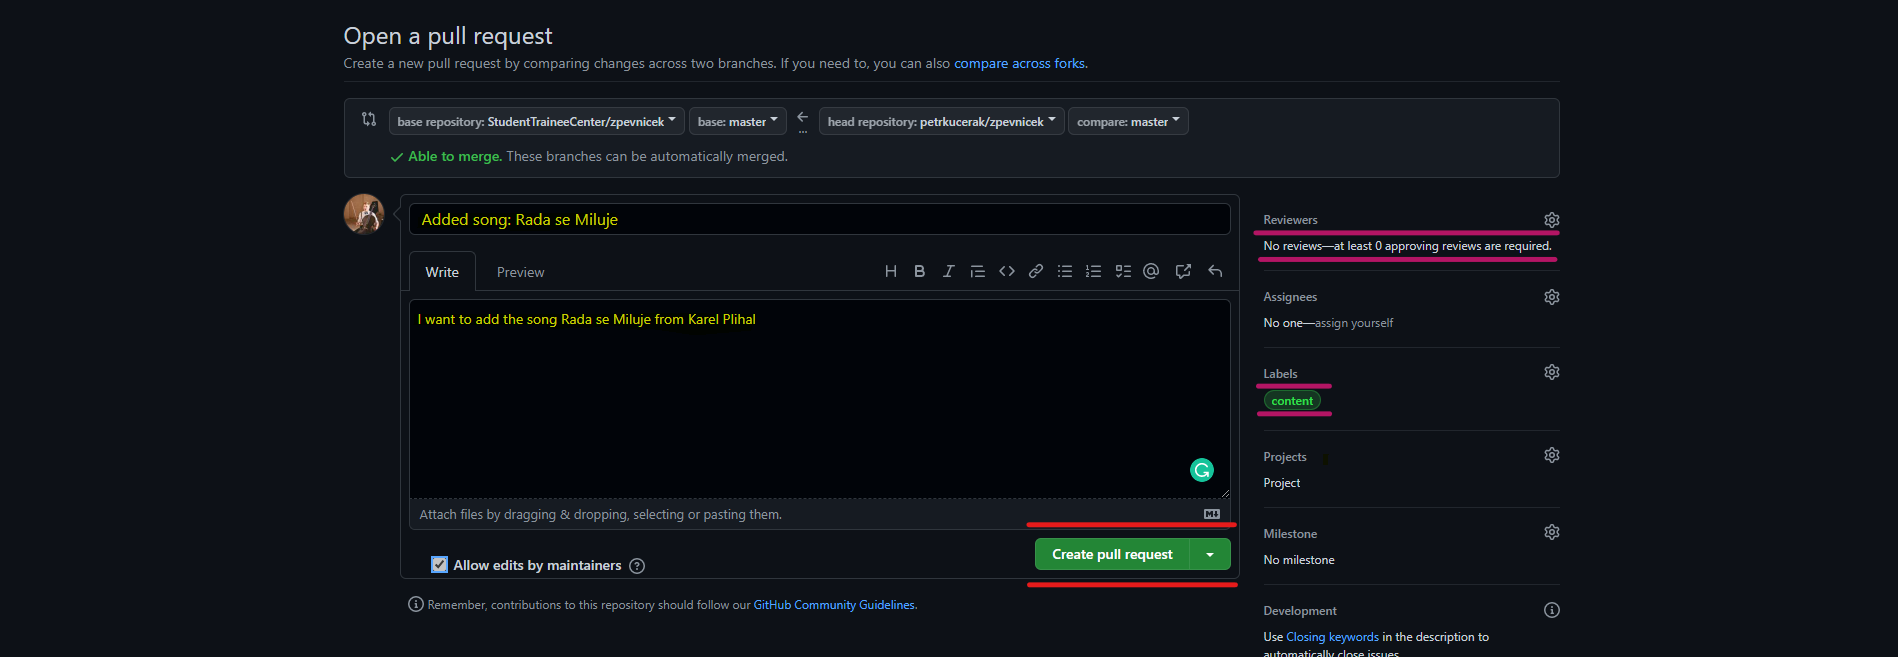 Open a pull request
Create a new pull request by comparing changes across two branches. If you need to, you can also compare across forks.
base repository: StudentTraineeCenter/zpevnicek base: master ← ... head repository: petrkucerak/zpevnicek compare: master
Able to merge. These branches can be automatically merged.
Added song: Rada se Miluje
Write Preview
I want to add the song Rada se Miluje from Karel Plihal
Attach files by dragging & dropping, selecting or pasting them.
Create pull request
Allow edits by maintainers
Remember, contributions to this repository should follow our GitHub Community Guidelines.
Reviewers
No reviews—at least 0 approving reviews are required.
Assignees
No one—assign yourself
Labels
content
Projects
Project
Milestone
No milestone
Development
Use Closing keywords in the description to
automatically close issues